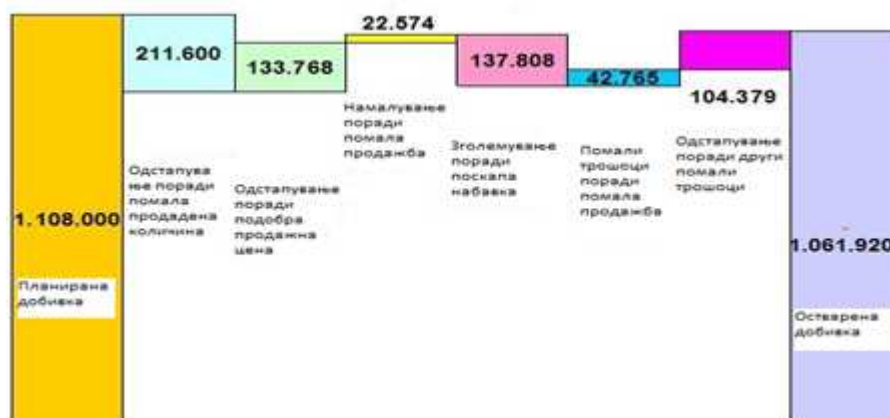 22.574
211.600
133.768
137.808
42.765
104.379
Намалување
поради
помала
продажба
Одстапува
ње поради
помала
продадена
количина
Одстапување
поради
подобра
продажна
цена
Зголемување
поради
поскапа
набавка
Помали
трошоци
поради
помала
продажба
Одстапување
поради други
помали
трошоци
1.108.000
1.061.920
Планирана
добивка
Остварена
добивка